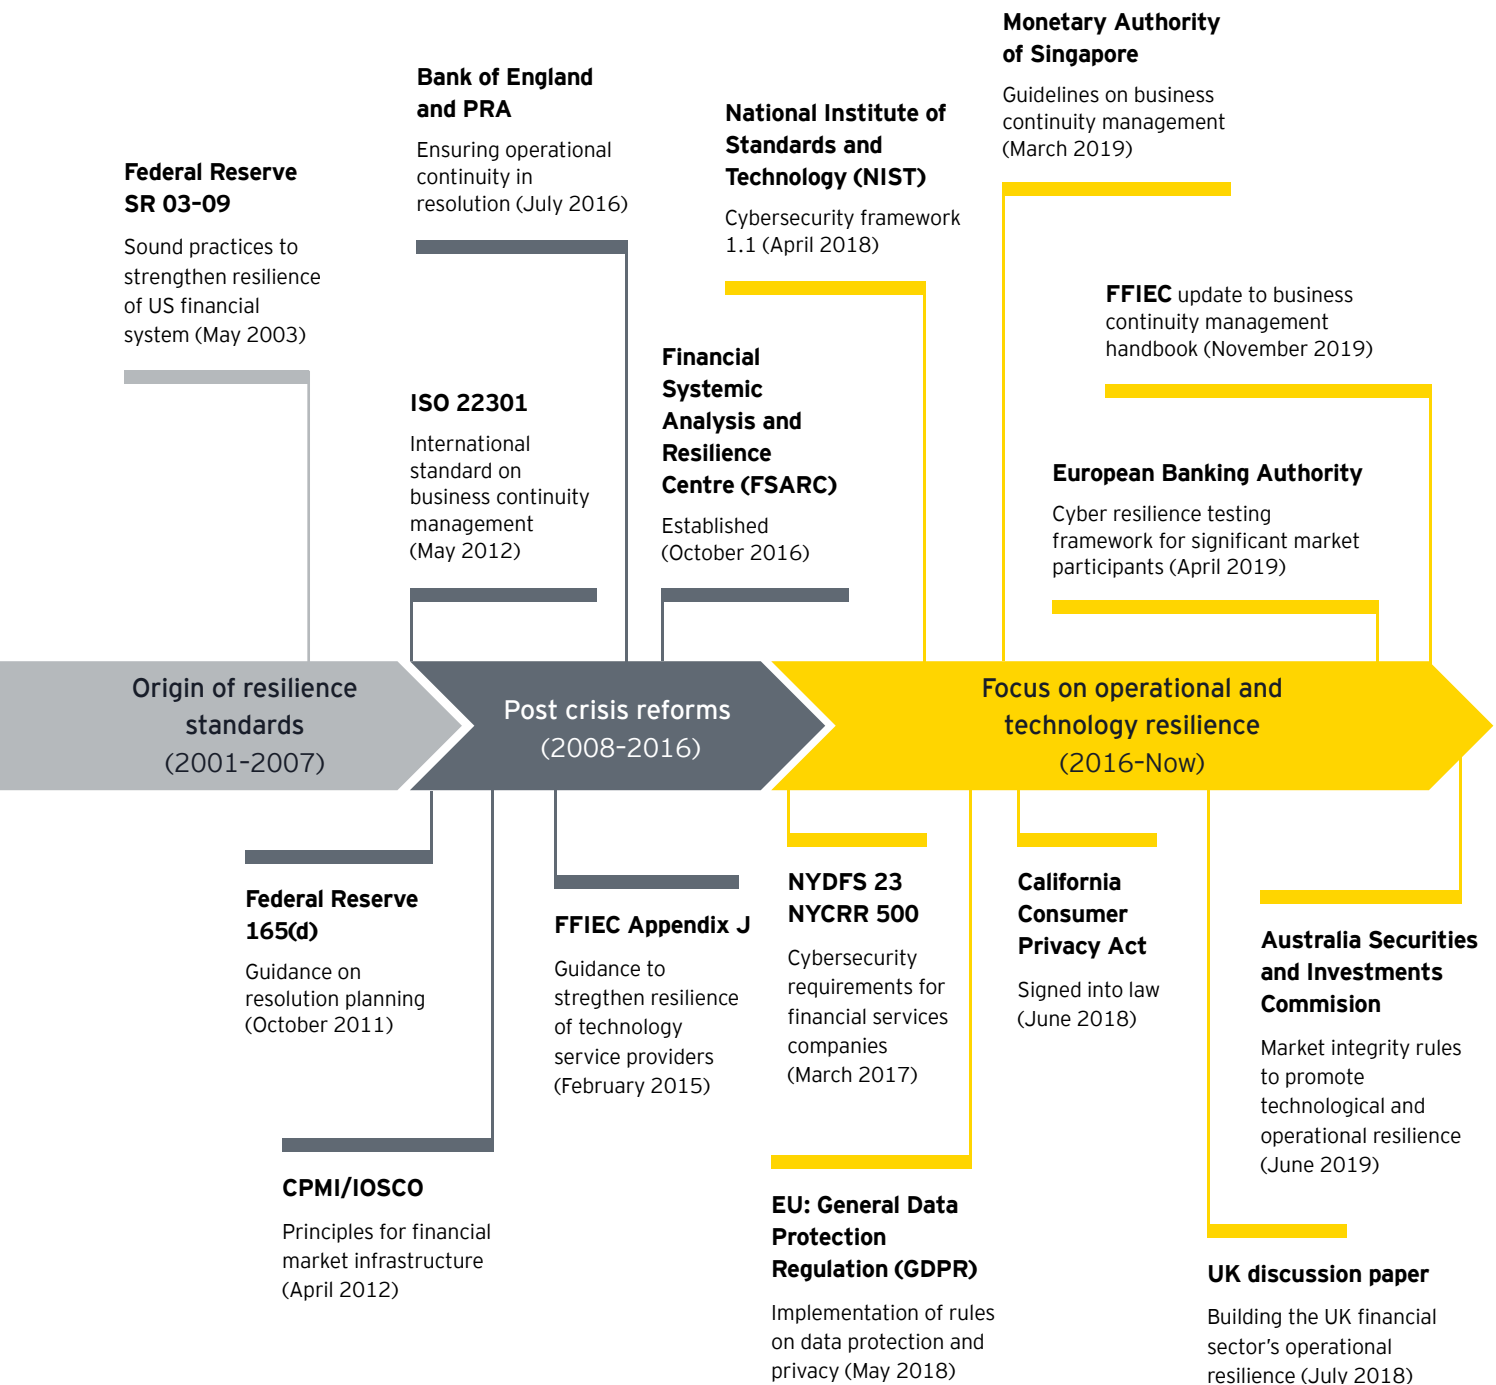 Federal Reserve
SR 03-09
Sound practices to
strengthen resilience
of US financial
system (May 2003)
Bank of England
and PRA
Ensuring operational
continuity in
resolution (July 2016)
ISO 22301
International
standard on
business continuity
management
(May 2012)
National Institute of
Standards and
Technology (NIST)
Cybersecurity framework
1.1 (April 2018)
Financial
Systemic
Analysis and
Resilience
Centre (FSARC)
Established
(October 2016)
Monetary Authority
of Singapore
Guidelines on business
continuity management
(March 2019)
FFIEC update to business
continuity management
handbook (November 2019)
European Banking Authority
Cyber resilience testing
framework for significant market
participants (April 2019)
Origin of resilience
standards
(2001-2007)
Post crisis reforms
(2008-2016)
Focus on operational and
technology resilience
(2016-Now)
Federal Reserve
165(d)
Guidance on
resolution planning
(October 2011)
CPMI/IOSCO
Principles for financial
market infrastructure
(April 2012)
FFIEC Appendix J
Guidance to
stregthen resilience
of technology
service providers
(February 2015)
NYDFS 23
NYCRR 500
Cybersecurity
requirements for
financial services
companies
(March 2017)
EU: General Data
Protection
Regulation (GDPR)
Implementation of rules
on data protection and
privacy (May 2018)
California
Consumer
Privacy Act
Signed into law
(June 2018)
Australia Securities
and Investments
Commision
Market integrity rules
to promote
technological and
operational resilience
(June 2019)
UK discussion paper
Building the UK financial
sector's operational
resilience (July 2018)